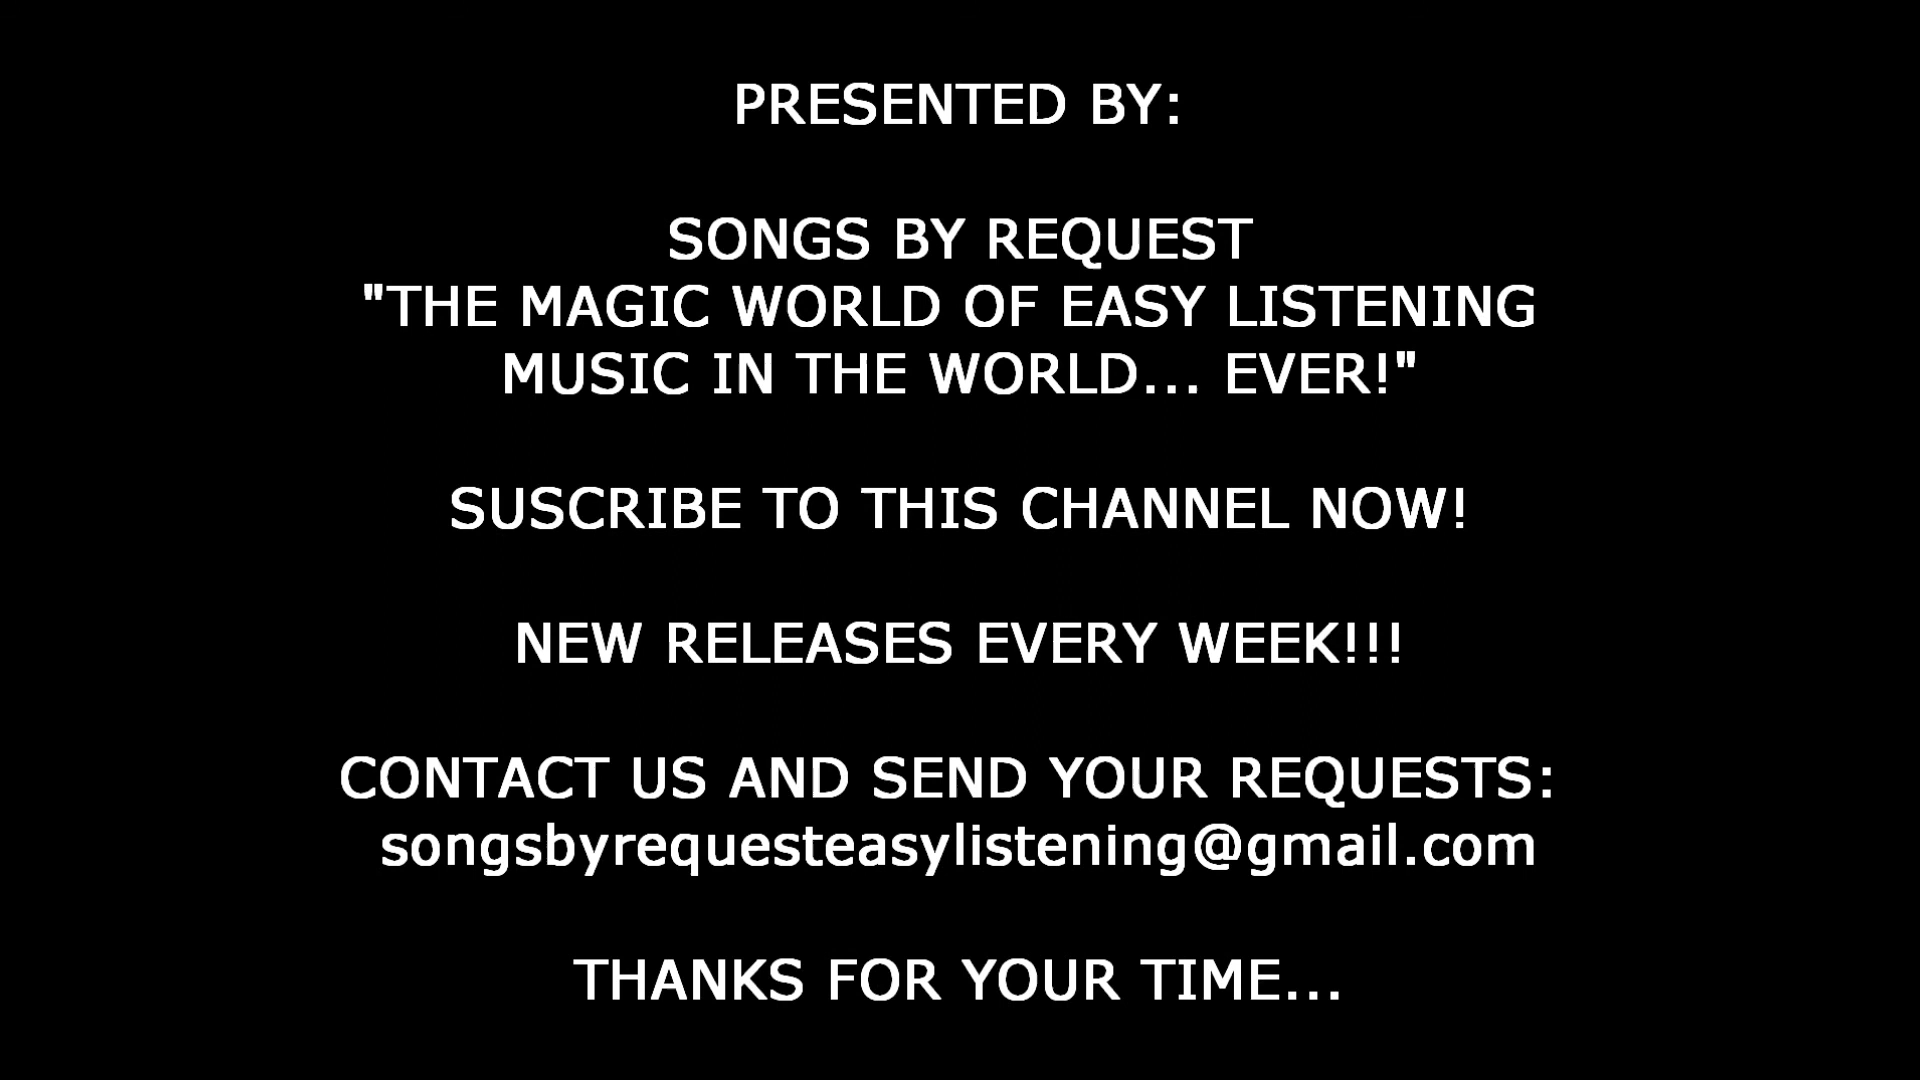 PRESENTED BY:
SONGS BY REQUEST
"THE MAGIC WORLD OF EASY LISTENING
MUSIC IN THE WORLD... EVER!"
SUSCRIBE TO THIS CHANNEL NOW!
NEW RELEASES EVERY WEEK!!!
CONTACT US AND SEND YOUR REQUESTS:
songsbyrequesteasylistening@gmail.com
THANKS FOR YOUR TIME...